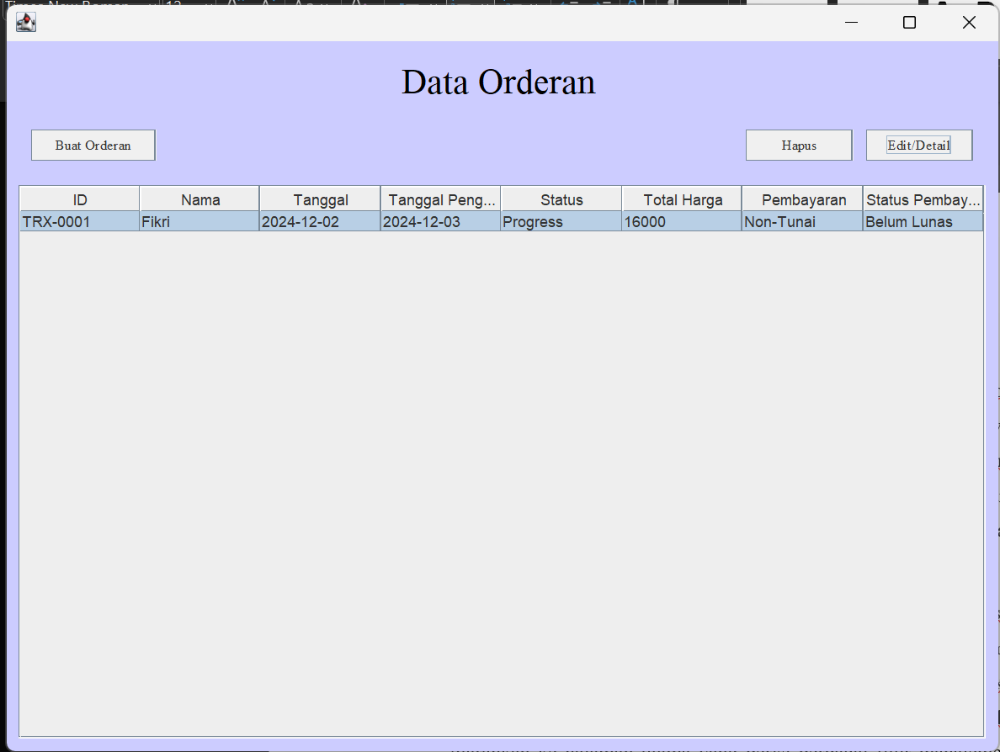 Data Orderan
Buat Orderan Hapus Edit/Detail
ID Nama Tanggal Tanggal Peng... Status Total Harga Pembayaran Status Pembay...
TRX-0001 Fikri 2024-12-02 2024-12-03 Progress 16000 Non-Tunai Belum Lunas